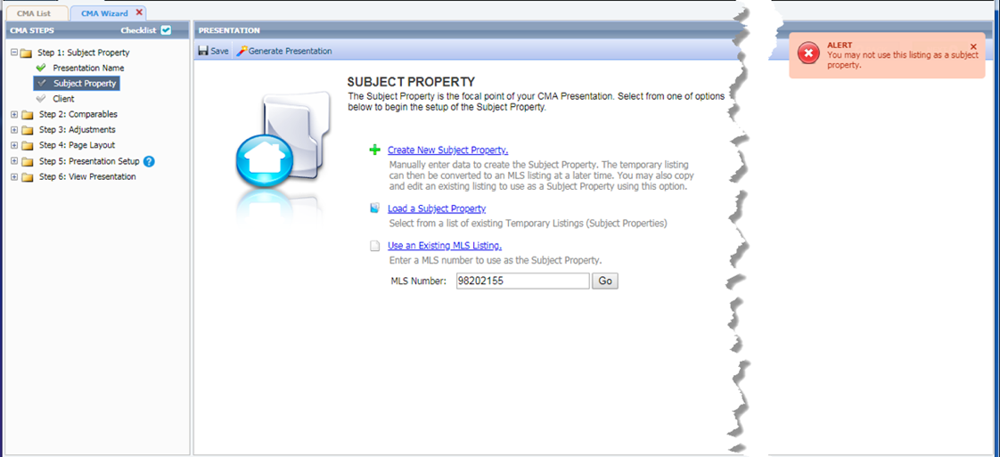 CMA List
CMA Wizard
CMA STEPS
Checklist
PRESENTATION
Save
Generate Presentation
Step 1: Subject Property
Presentation Name
Subject Property
Client
Step 2: Comparables
Step 3: Adjustments
Step 4: Page Layout
Step 5: Presentation Setup ?
Step 6: View Presentation
SUBJECT PROPERTY
The Subject Property is the focal point of your CMA Presentation. Select from one of options
below to begin the setup of the Subject Property.
Create New Subject Property.
Manually enter data to create the Subject Property. The temporary listing
can then be converted to an MLS listing at a later time. You may also copy
and edit an existing listing to use as a Subject Property using this option.
Load a Subject Property
Select from a list of existing Temporary Listings (Subject Properties)
Use an Existing MLS Listing.
Enter a MLS number to use as the Subject Property.
MLS Number: 98202155 Go
ALERT
You may not use this listing as a subject
property.